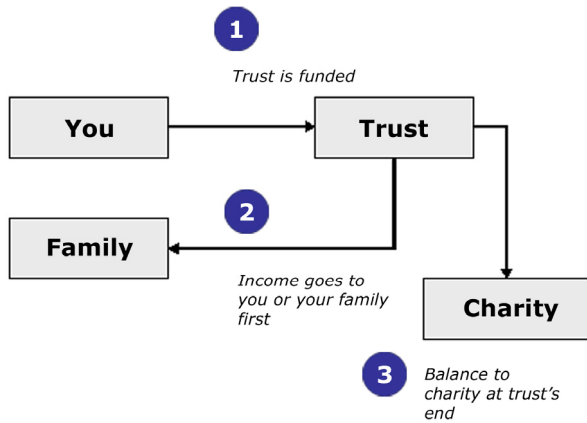 1
Trust is funded
You
Trust
2
Family
Income goes to
you or your family
first
Charity
3
Balance to
charity at trust's
end